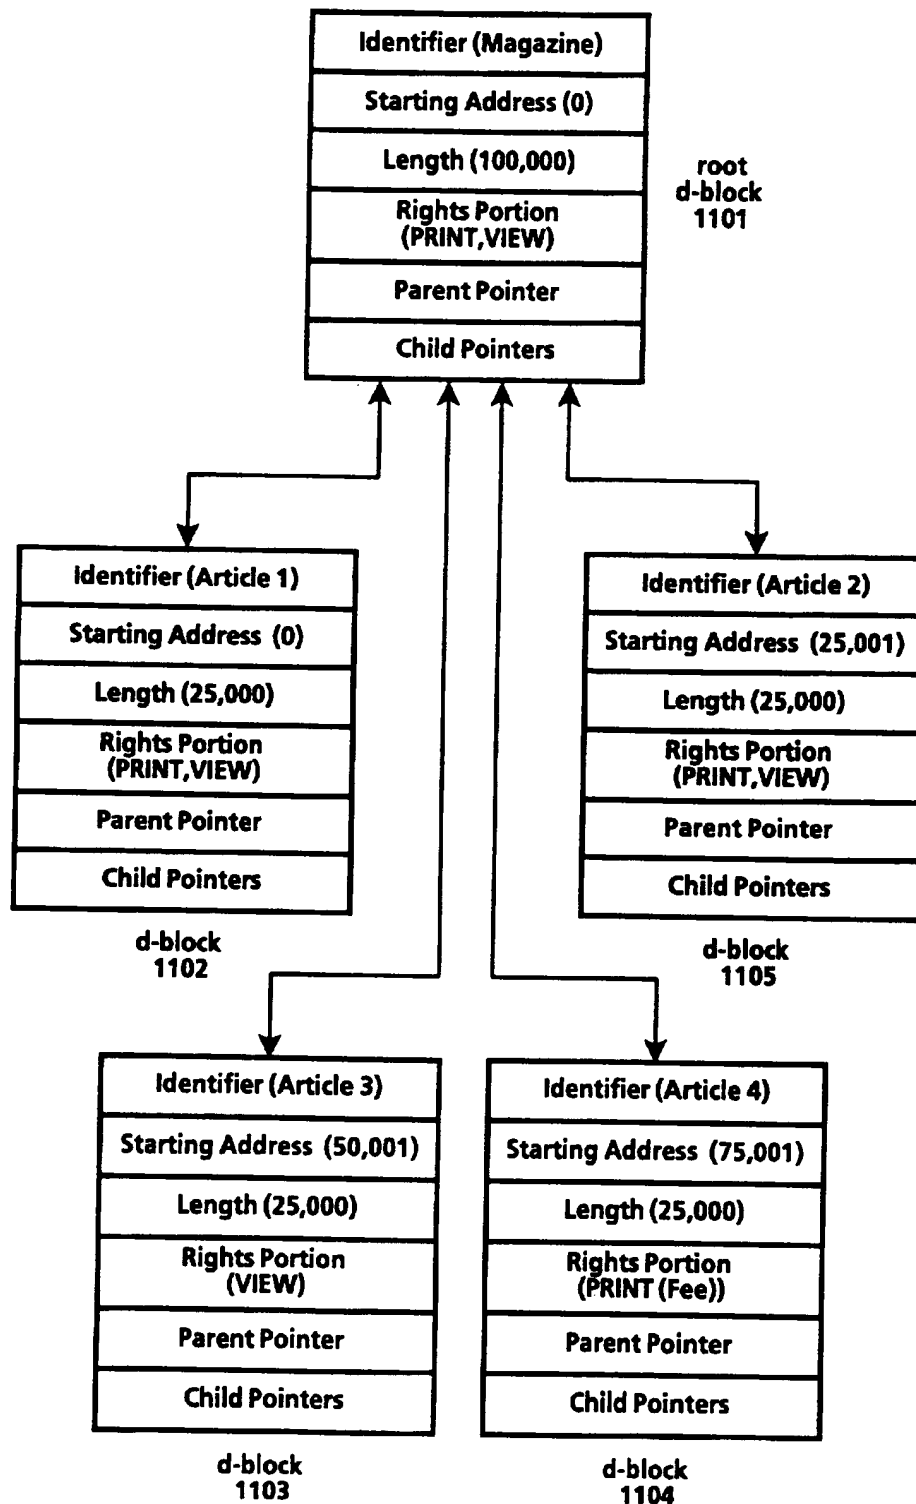 Identifier (Magazine)
Starting Address (0)
Length (100,000)
Rights Portion
(PRINT,VIEW)
Parent Pointer
Child Pointers
root
d-block
1101
Identifier (Article 1)
Starting Address (0)
Length (25,000)
Rights Portion
(PRINT,VIEW)
Parent Pointer
Child Pointers
d-block
1102
Identifier (Article 2)
Starting Address (25,001)
Length (25,000)
Rights Portion
(PRINT,VIEW)
Parent Pointer
Child Pointers
d-block
1105
Identifier (Article 3)
Starting Address (50,001)
Length (25,000)
Rights Portion
(VIEW)
Parent Pointer
Child Pointers
d-block
1103
Identifier (Article 4)
Starting Address (75,001)
Length (25,000)
Rights Portion
(PRINT (Fee))
Parent Pointer
Child Pointers
d-block
1104